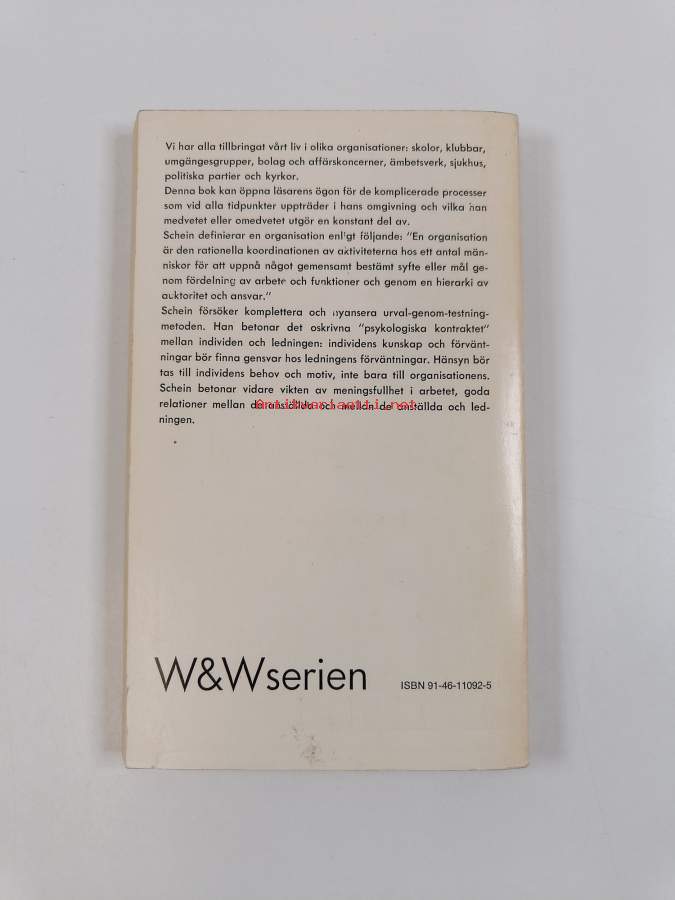 Vi har alla tillbringat vårt liv i olika organisationer: skolor, klubbar,
umgängesgrupper, bolag och affärskoncerner, ämbetsverk, sjukhus,
politiska partier och kyrkor.
Denna bok kan öppna läsarens ögon för de komplicerade processer
som vid alla tidpunkter uppträder i hans omgivning och vilka han
medvetet eller omedvetet utgör en konstant del av.
Schein definierar en organisation enligt följande: "En organisation
är den rationella koordinationen av aktiviteterna hos ett antal män-
niskor för att uppnå något gemensamt bestämt syfte eller mål ge-
nom fördelning av arbete och funktioner och genom en hierarki av
auktoritet och ansvar."
Schein försöker komplettera och nyansera urval-genom-testning-
metoden. Han betonar det oskrivna "psykologiska kontraktet"
mellan individen och ledningen: individens kunskap och förvänt-
ningar bör finna gensvar hos ledningens förväntningar. Hänsyn bör
tas till individens behov och motiv, inte bara till organisationens.
Schein betonar vidare vikten av meningsfullhet i arbetet, goda
relationer mellan de anställda och mellan de anställda och led-
ningen.
antikvariaatti.net
W&Wserien
ISBN 91-46-11092-5